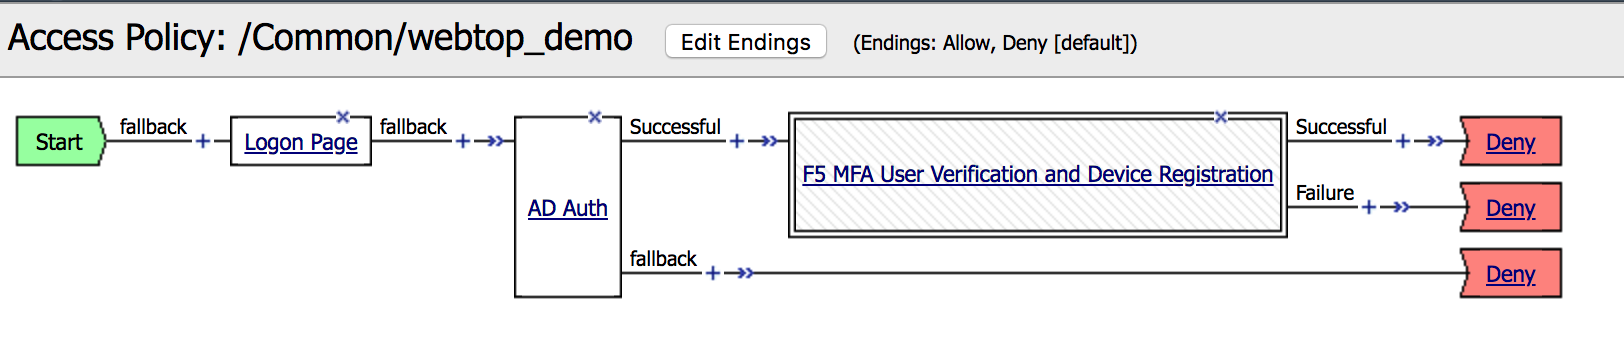 Access Policy: /Common/webtop_demo Edit Endings (Endings: Allow, Deny [default])
Start fallback Logon Page fallback Successful Successful Deny
F5 MFA User Verification and Device Registration
Failure
AD Auth Deny
fallback Deny